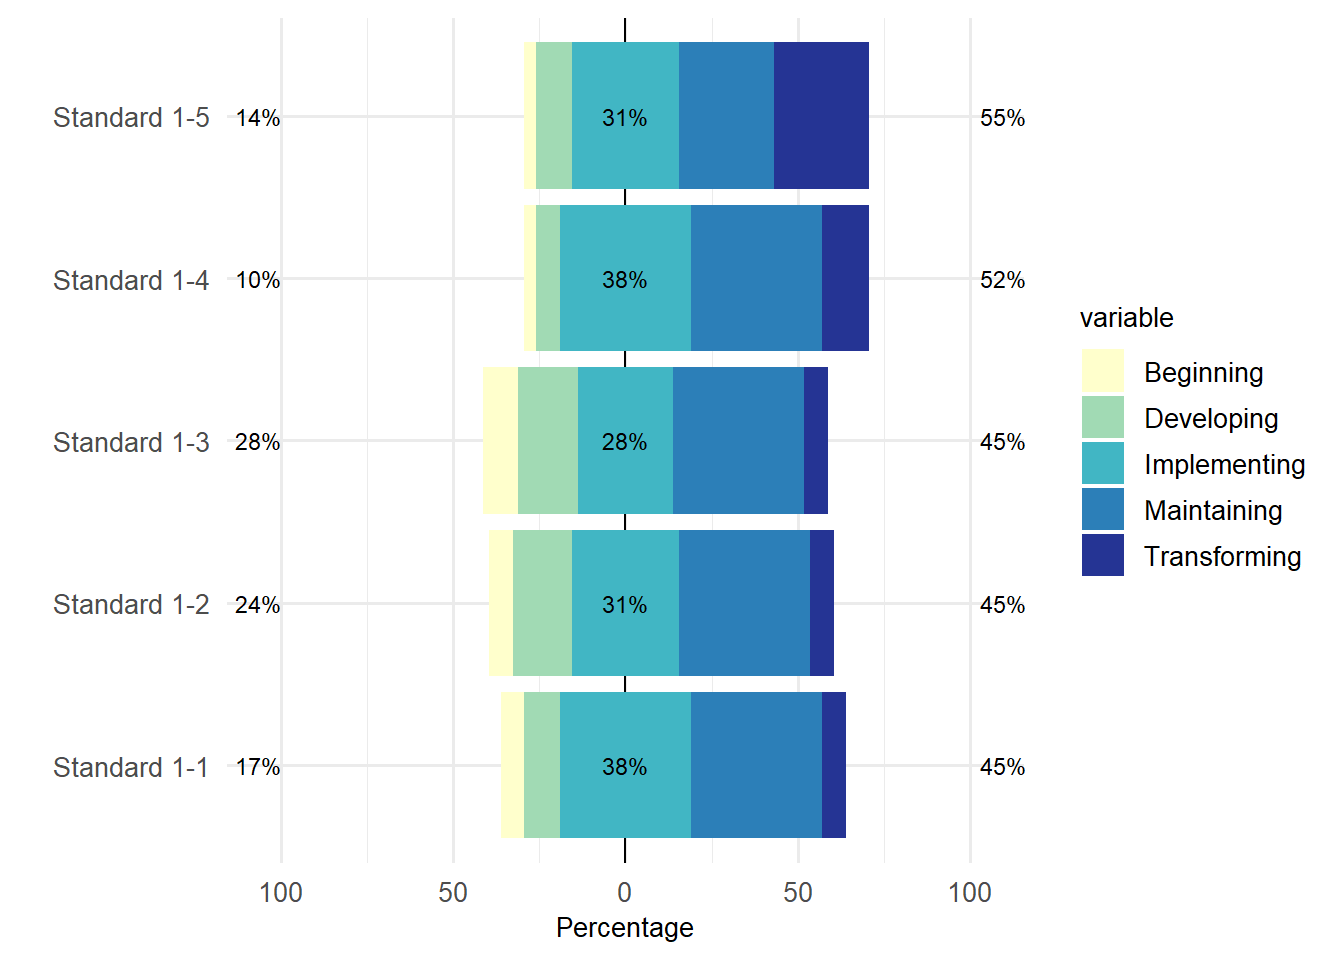 Standard 1-5 14% 31% 55%
Standard 1-4 10% 38% 52%
Standard 1-3 28% 28% 45%
Standard 1-2 24% 31% 45%
Standard 1-1 17% 38% 45%
100 50 0 50 100
Percentage
variable
Beginning
Developing
Implementing
Maintaining
Transforming